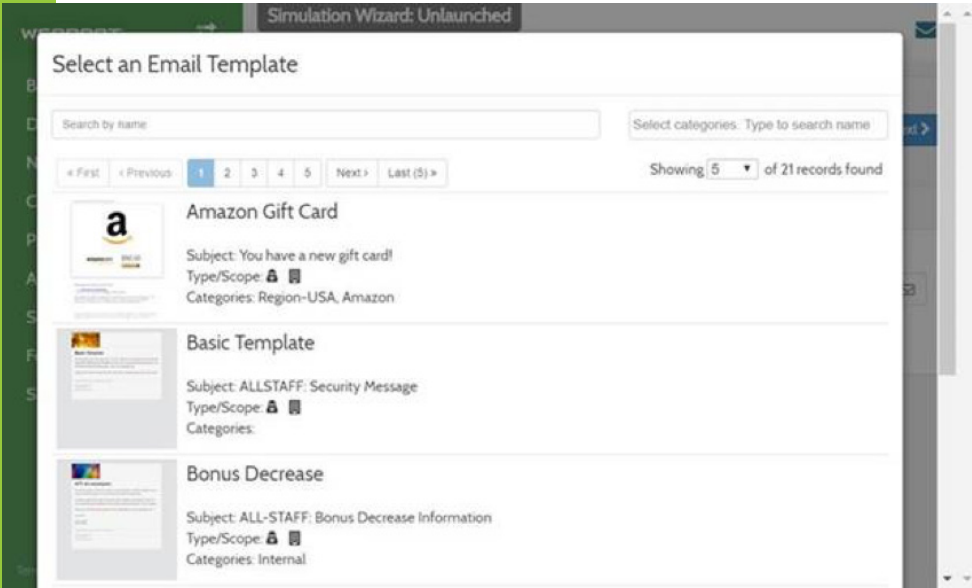 Simulation Wizard: Unlaunched
Select an Email Template
Search by name
Select categories. Type to search name
« First ‹ Previous 1 2 3 4 5 Next › Last (5) »
Showing 5 of 21 records found
Amazon Gift Card
Subject: You have a new gift card!
Type/Scope:
Categories: Region-USA, Amazon
Basic Template
Subject: ALLSTAFF: Security Message
Type/Scope:
Categories:
Bonus Decrease
Subject: ALL-STAFF: Bonus Decrease Information
Type/Scope:
Categories: Internal